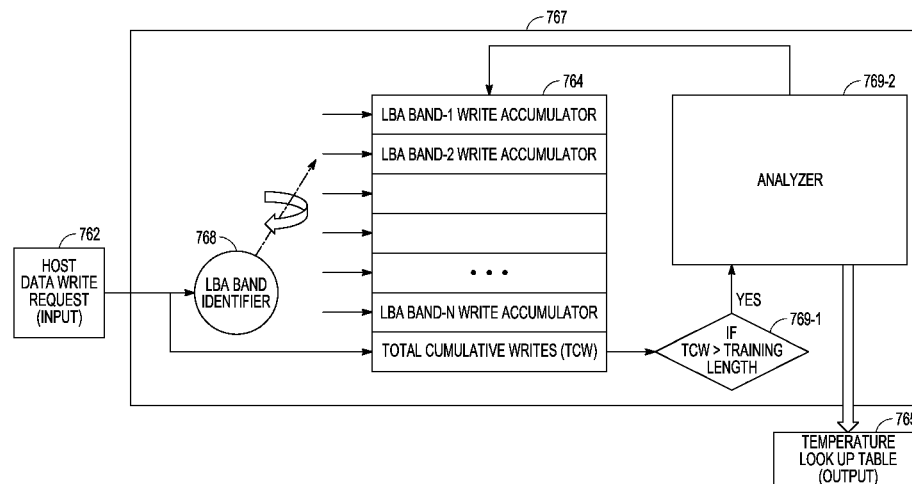 767
764
769-2
LBA BAND-1 WRITE ACCUMULATOR
LBA BAND-2 WRITE ACCUMULATOR
ANALYZER
762
768
HOST
DATA WRITE
REQUEST
(INPUT)
LBA BAND
IDENTIFIER
• • •
LBA BAND-N WRITE ACCUMULATOR
TOTAL CUMULATIVE WRITES (TCW)
YES
769-1
IF
TCW > TRAINING
LENGTH
765
TEMPERATURE
LOOK UP TABLE
(OUTPUT)